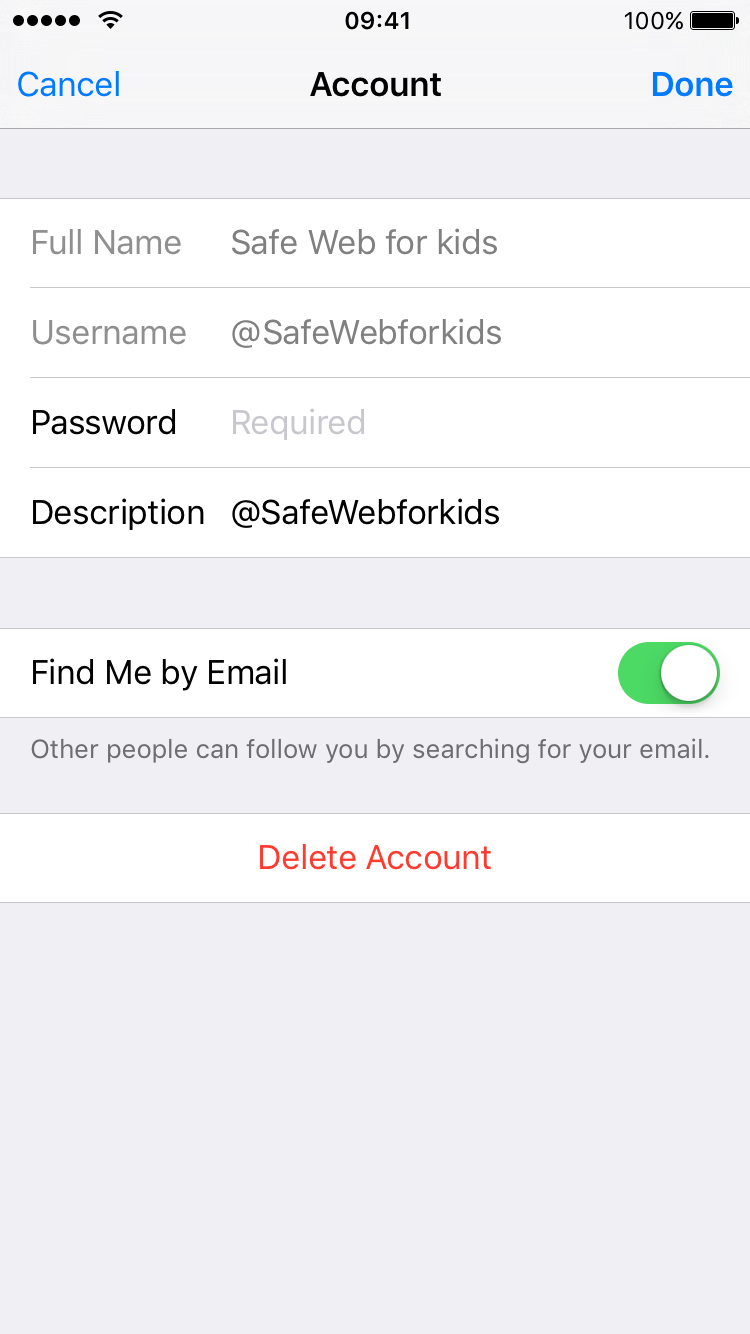 09:41 100%
Cancel Account Done
Full Name Safe Web for kids
Username @SafeWebforkids
Password Required
Description @SafeWebforkids
Find Me by Email
Other people can follow you by searching for your email.
Delete Account